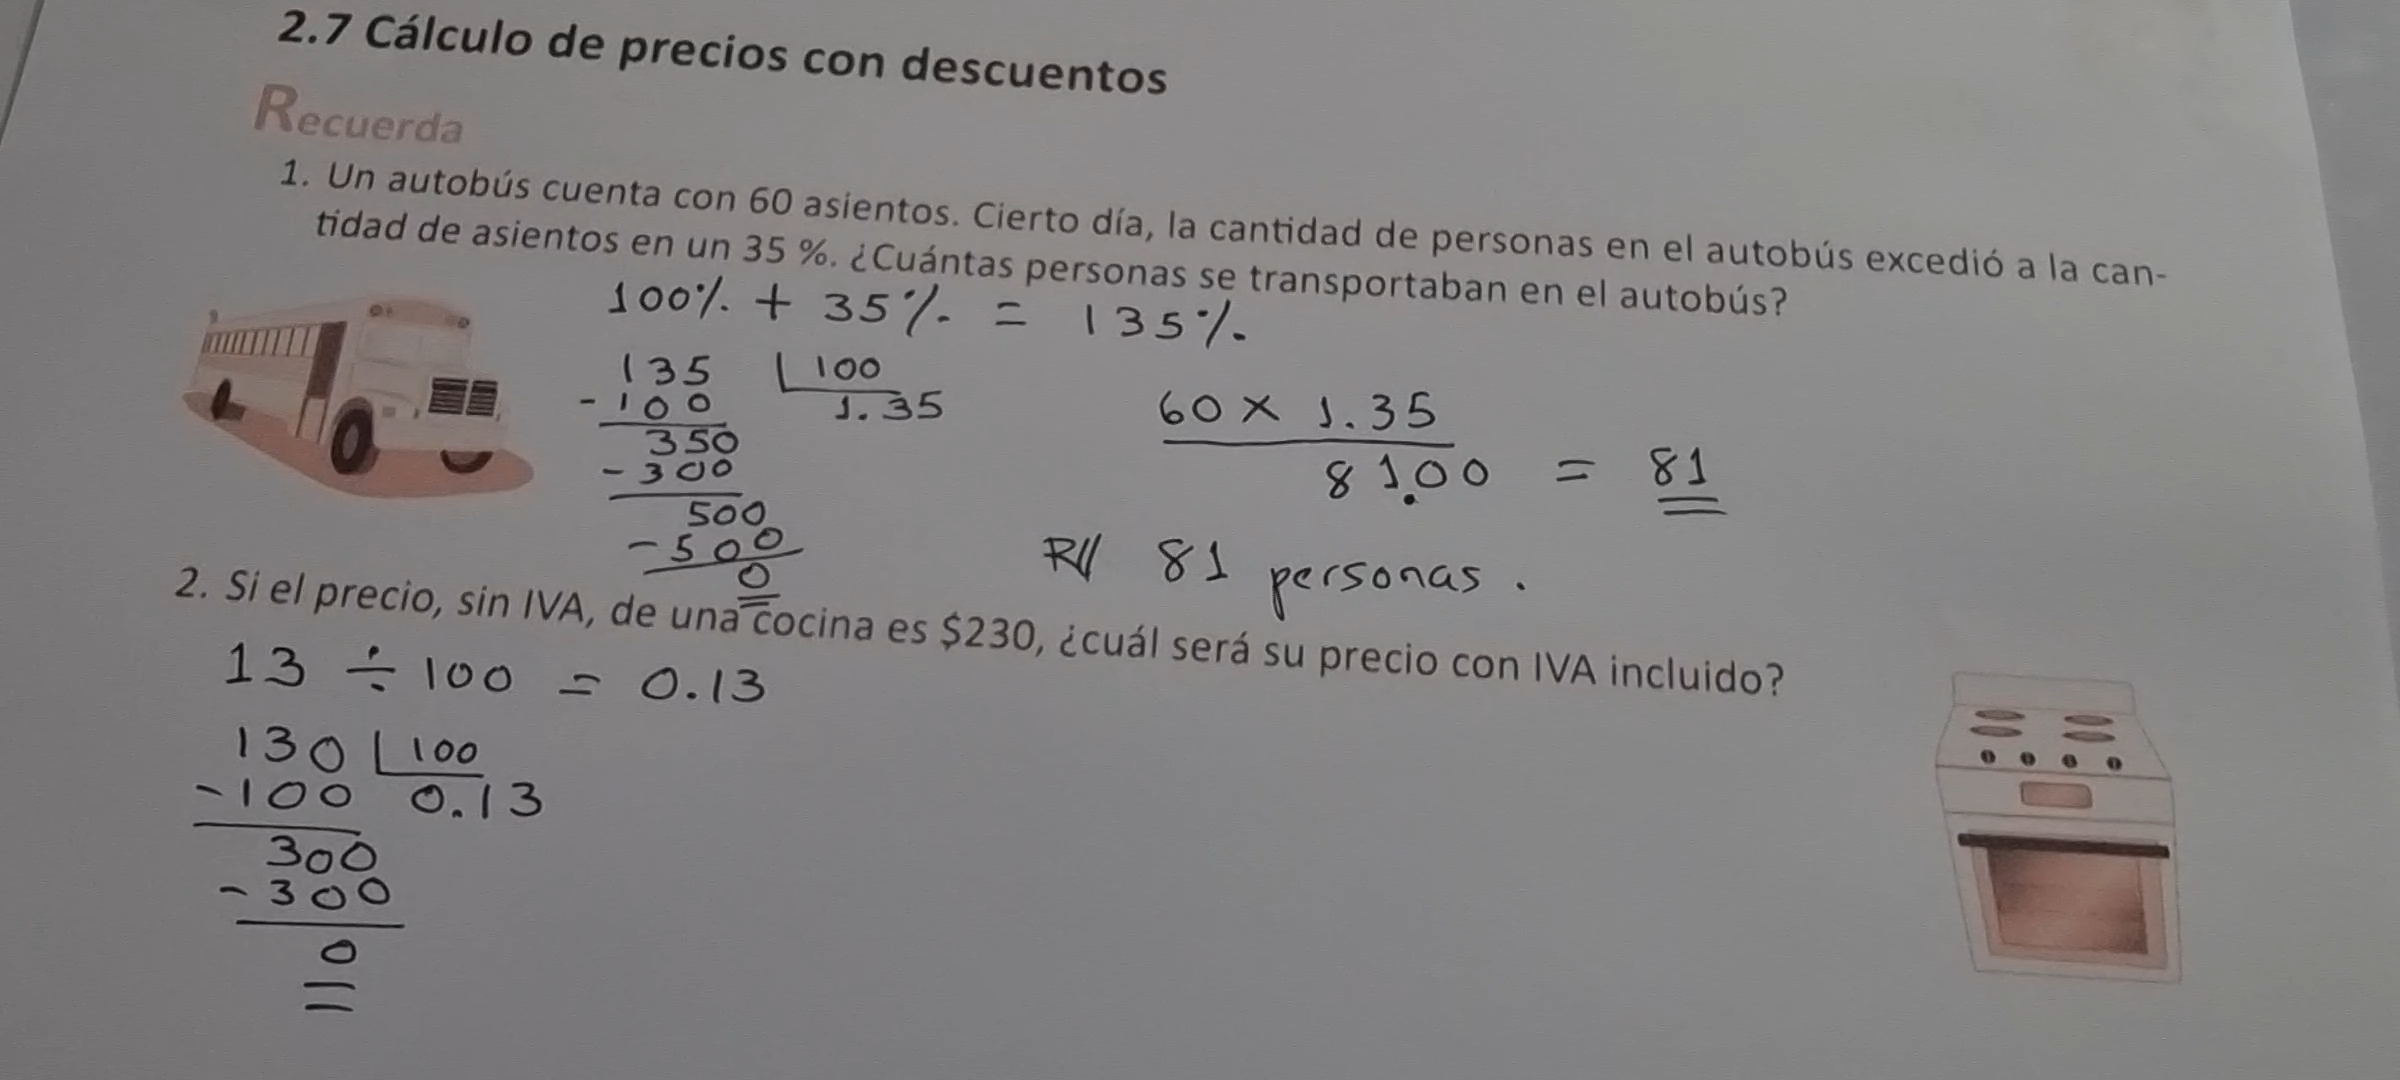 2.7 Cálculo de precios con descuentos
Recuerda
1. Un autobús cuenta con 60 asientos. Cierto día, la cantidad de personas en el autobús excedió a la can-
tidad de asientos en un 35 %. ¿Cuántas personas se transportaban en el autobús?
100% + 35% = 135%
135 100
-100 1.35
350
-300
500
-500
0
60 x 1.35
81.00 = 81
R// 81 personas.
2. Si el precio, sin IVA, de una cocina es $230, ¿cuál será su precio con IVA incluido?
13 ÷ 100 = 0.13
130 100
-100 0.13
300
-300
0